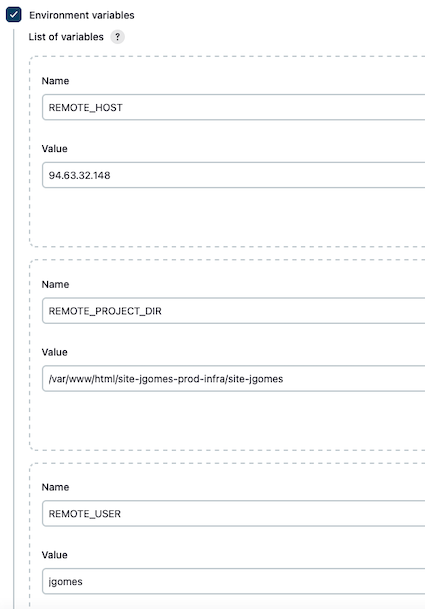 Environment variables
List of variables ?
Name
REMOTE_HOST
Value
94.63.32.148
Name
REMOTE_PROJECT_DIR
Value
/var/www/html/site-jgomes-prod-infra/site-jgomes
Name
REMOTE_USER
Value
jgomes